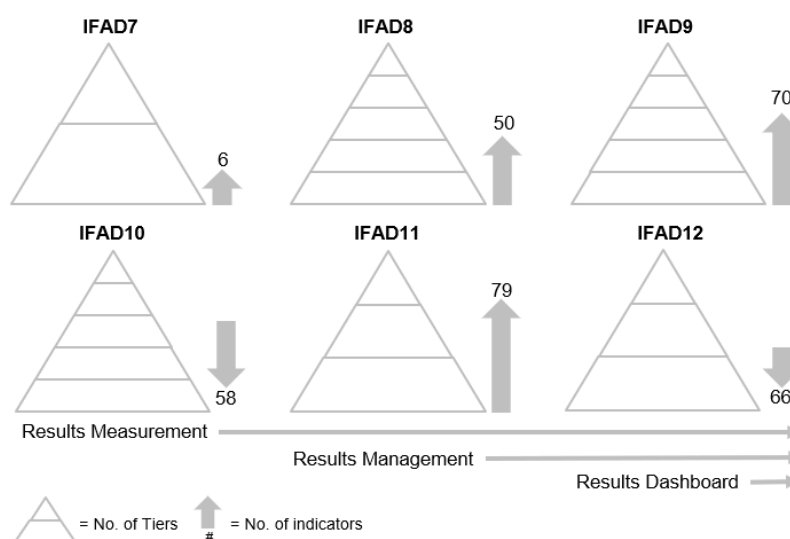 IFAD7
IFAD8
IFAD9
6
50
70
IFAD10
IFAD11
IFAD12
58
79
66
Results Measurement
Results Management
Results Dashboard
= No. of Tiers
#
= No. of indicators